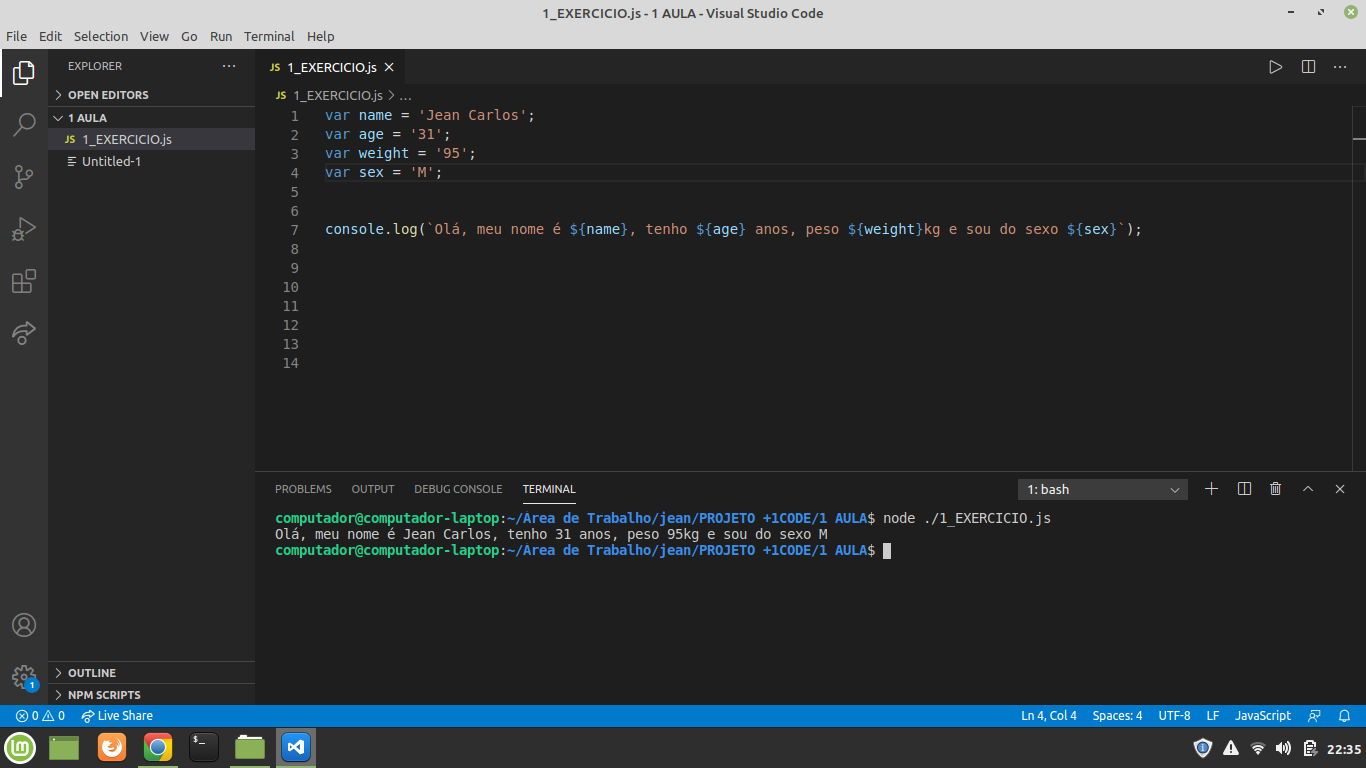 1_EXERCICIO.js - 1 AULA - Visual Studio Code
File Edit Selection View Go Run Terminal Help
EXPLORER
OPEN EDITORS
1 AULA
JS 1_EXERCICIO.js
Untitled-1
OUTLINE
NPM SCRIPTS
JS 1_EXERCICIO.js
JS 1_EXERCICIO.js > ...
1 var name = 'Jean Carlos';
2 var age = '31';
3 var weight = '95';
4 var sex = 'M';
5
6
7 console.log(`Olá, meu nome é ${name}, tenho ${age} anos, peso ${weight}kg e sou do sexo ${sex}`);
8
9
10
11
12
13
14
PROBLEMS OUTPUT DEBUG CONSOLE TERMINAL 1: bash
computador@computador-laptop:~/Área de Trabalho/jean/PROJETO +1CODE/1 AULA$ node ./1_EXERCICIO.js
Olá, meu nome é Jean Carlos, tenho 31 anos, peso 95kg e sou do sexo M
computador@computador-laptop:~/Área de Trabalho/jean/PROJETO +1CODE/1 AULA$
1
0 0 Live Share Ln 4, Col 4 Spaces: 4 UTF-8 LF JavaScript
22:35